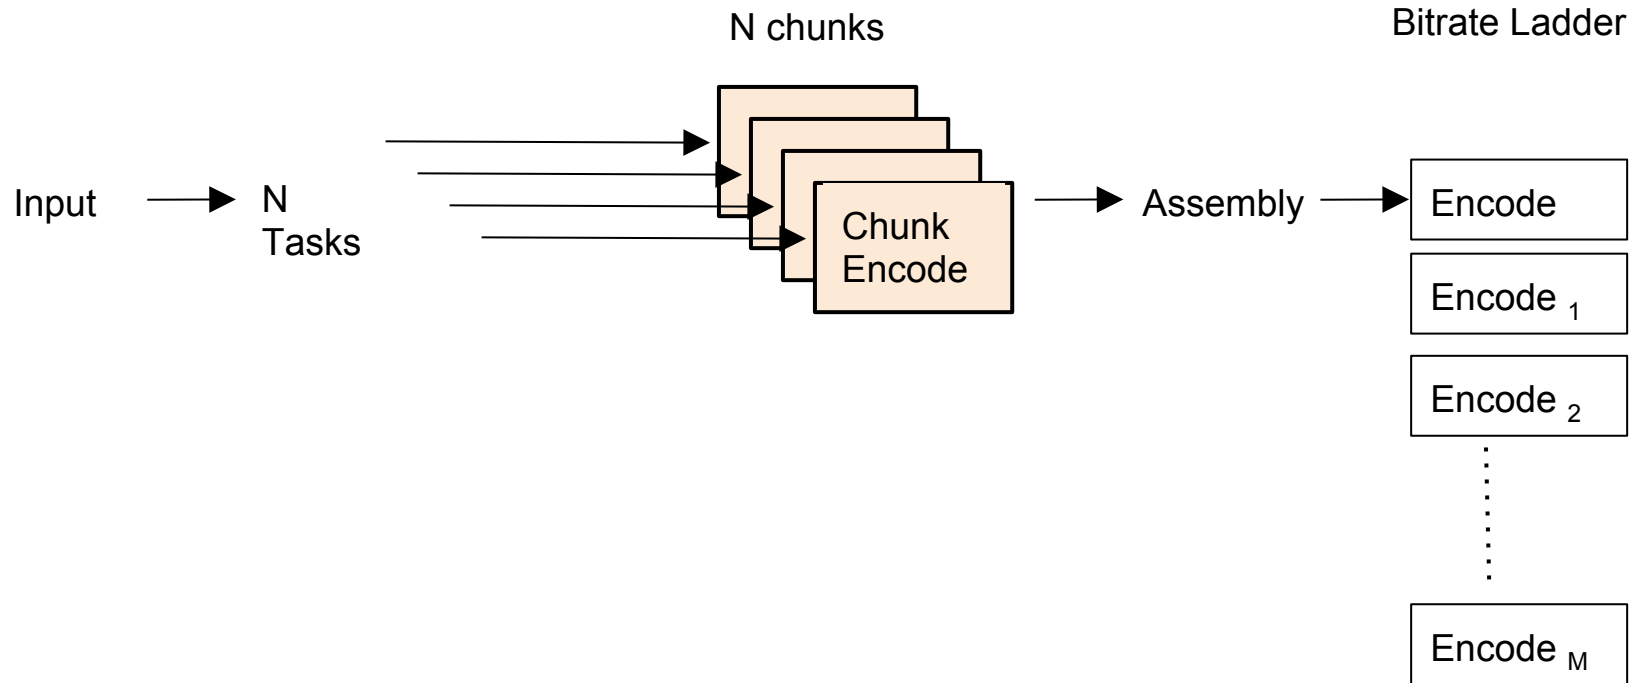 N chunks
Bitrate Ladder
Input
N
Tasks
Chunk
Encode
Assembly
Encode
Encode 1
Encode 2
Encode M